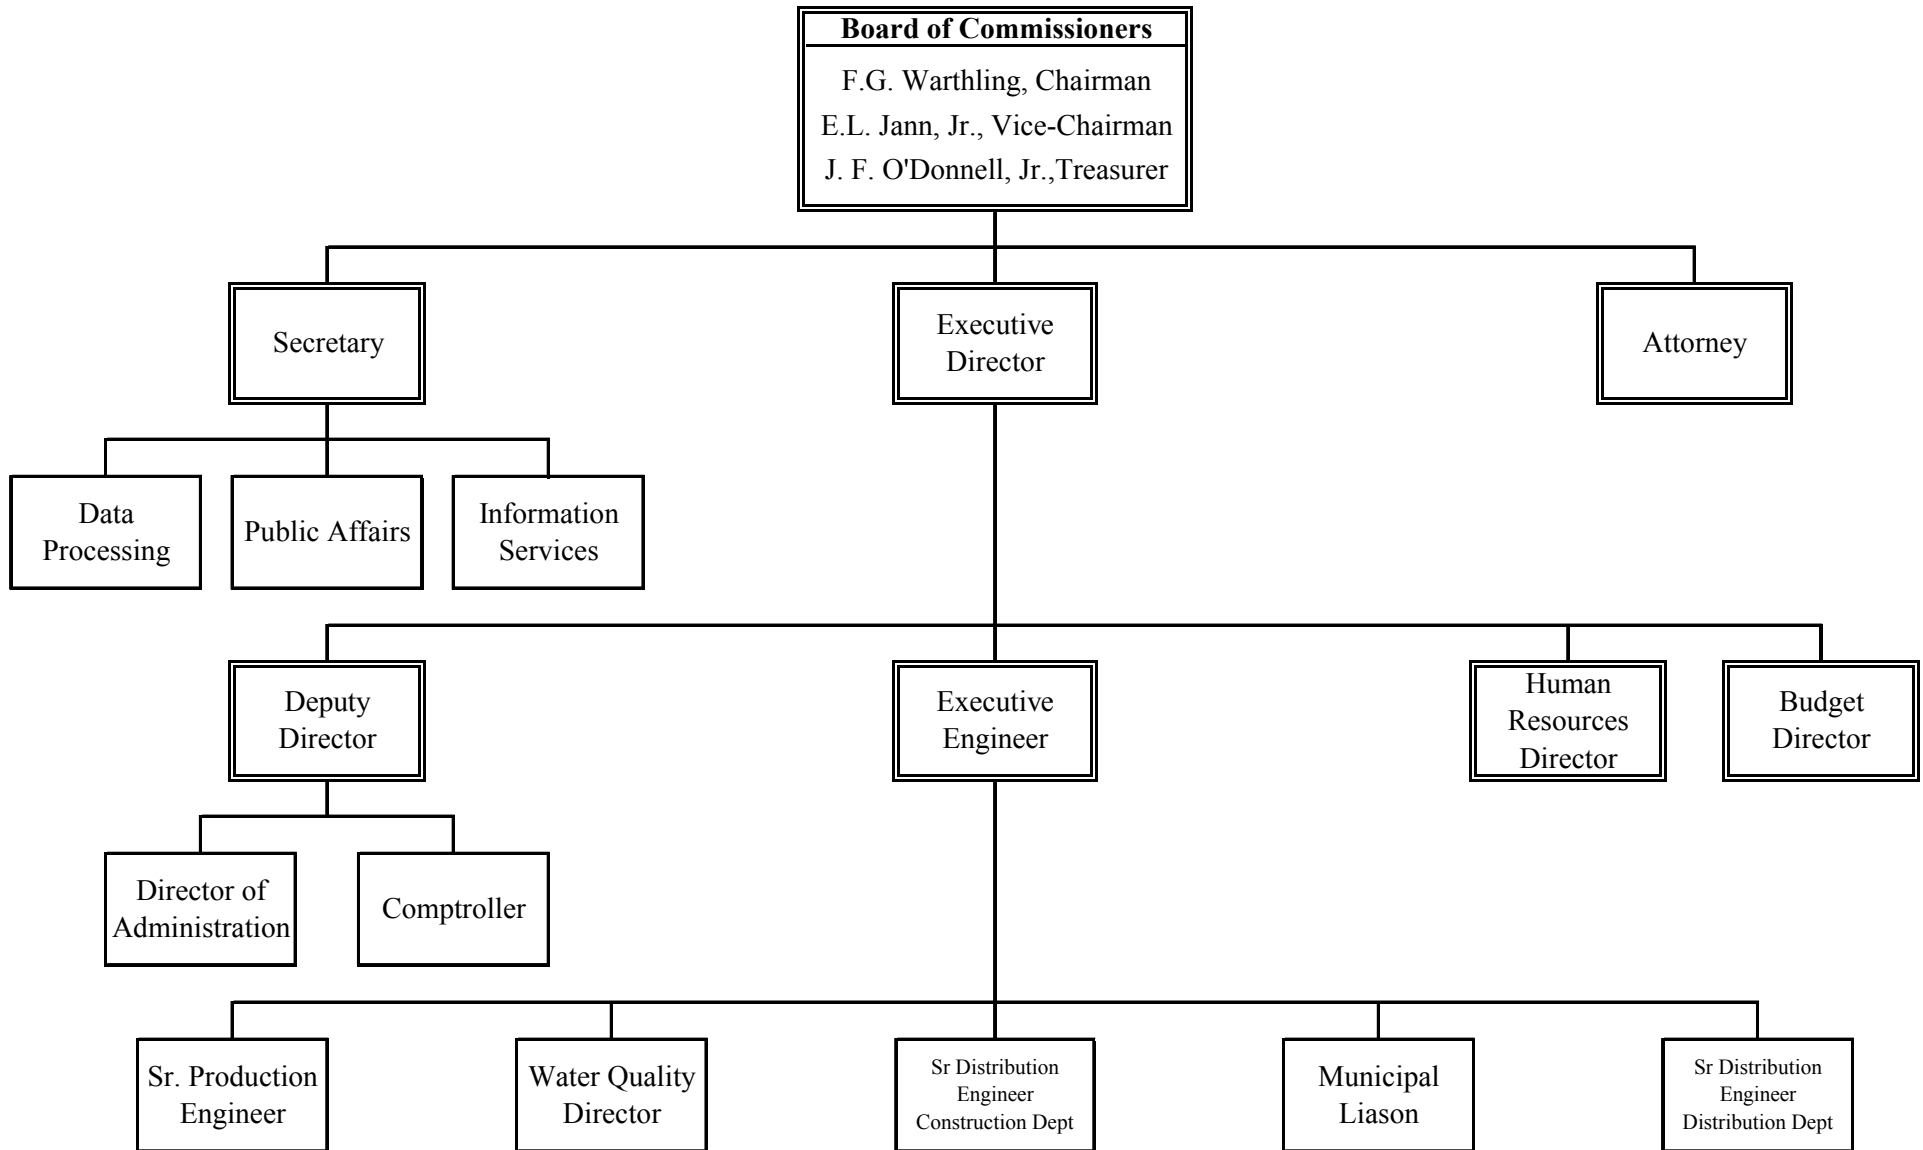 Board of Commissioners
F.G. Warthling, Chairman
E.L. Jann, Jr., Vice-Chairman
J. F. O'Donnell, Jr.,Treasurer
Secretary
Executive
Director
Attorney
Data
Processing
Public Affairs
Information
Services
Deputy
Director
Executive
Engineer
Human
Resources
Director
Budget
Director
Director of
Administration
Comptroller
Sr. Production
Engineer
Water Quality
Director
Sr Distribution
Engineer
Construction Dept
Municipal
Liason
Sr Distribution
Engineer
Distribution Dept